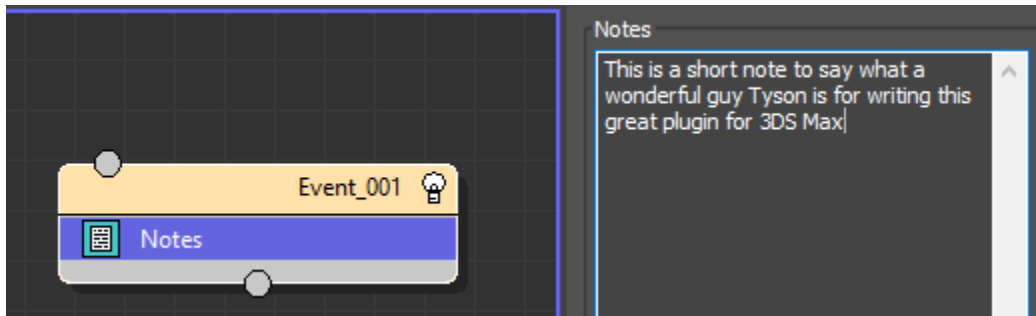 Event_001
Notes
Notes
This is a short note to say what a
wonderful guy Tyson is for writing this
great plugin for 3DS Max